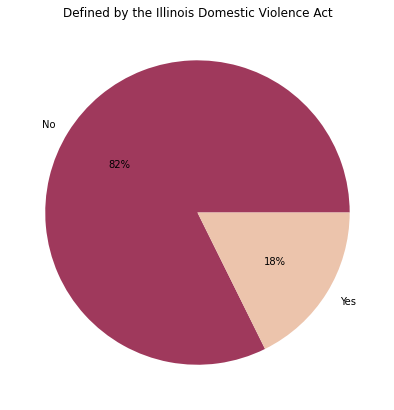 Defined by the Illinois Domestic Violence Act
No
82%
18%
Yes